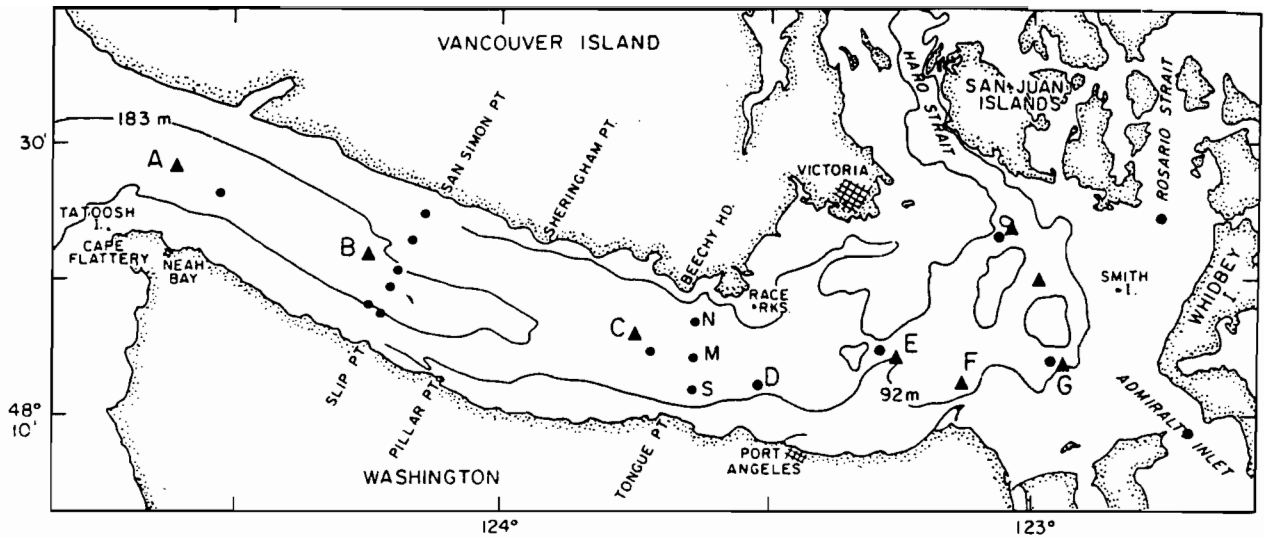 VANCOUVER ISLAND
HARO STRAIT
SAN JUAN
ISLANDS
ROSARIO STRAIT
183 m
30'
A
SAN SIMON PT
SHERINGHAM PT.
VICTORIA
TATOOSH
I.
CAPE
FLATTERY
NEAH
BAY
B
BEECHY HD.
RACE
RKS
SMITH
I.
WHIDBEY
I.
C
N
M
S
D
E
F
G
92m
SLIP PT.
PILLAR PT.
TONGUE PT.
PORT
ANGELES
ADMIRALTY INLET
48°
10'
WASHINGTON
124°
123°